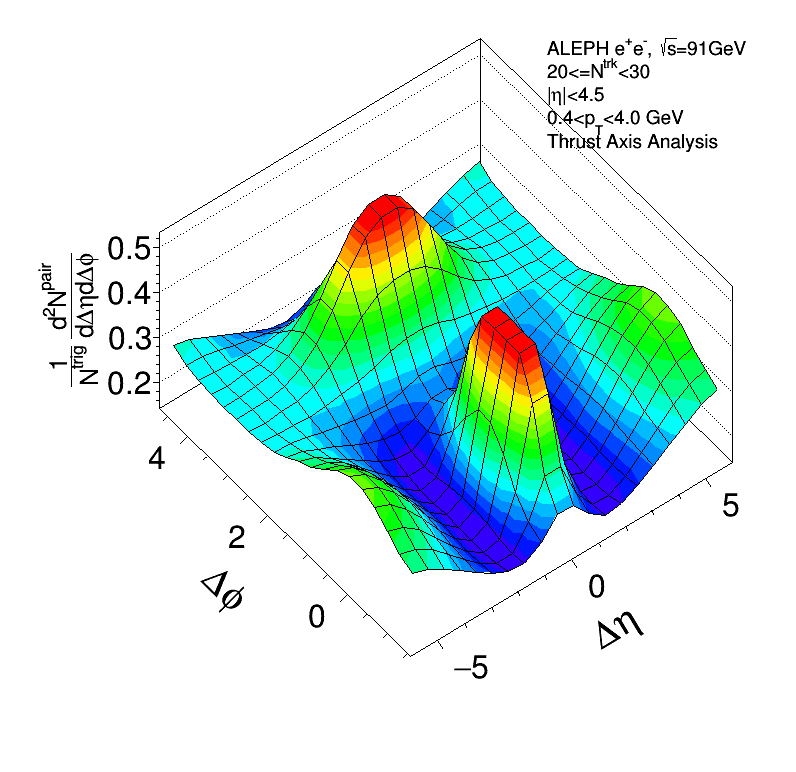 ALEPH e⁺e⁻, √s=91GeV
20<=Nᵗʳᵏ<30
|η|<4.5
0.4<p_T<4.0 GeV
Thrust Axis Analysis
1/N^trig d²N^pair/dΔηdΔϕ
0.5
0.4
0.3
0.2
4
2
0
Δϕ
−5
0
5
Δη